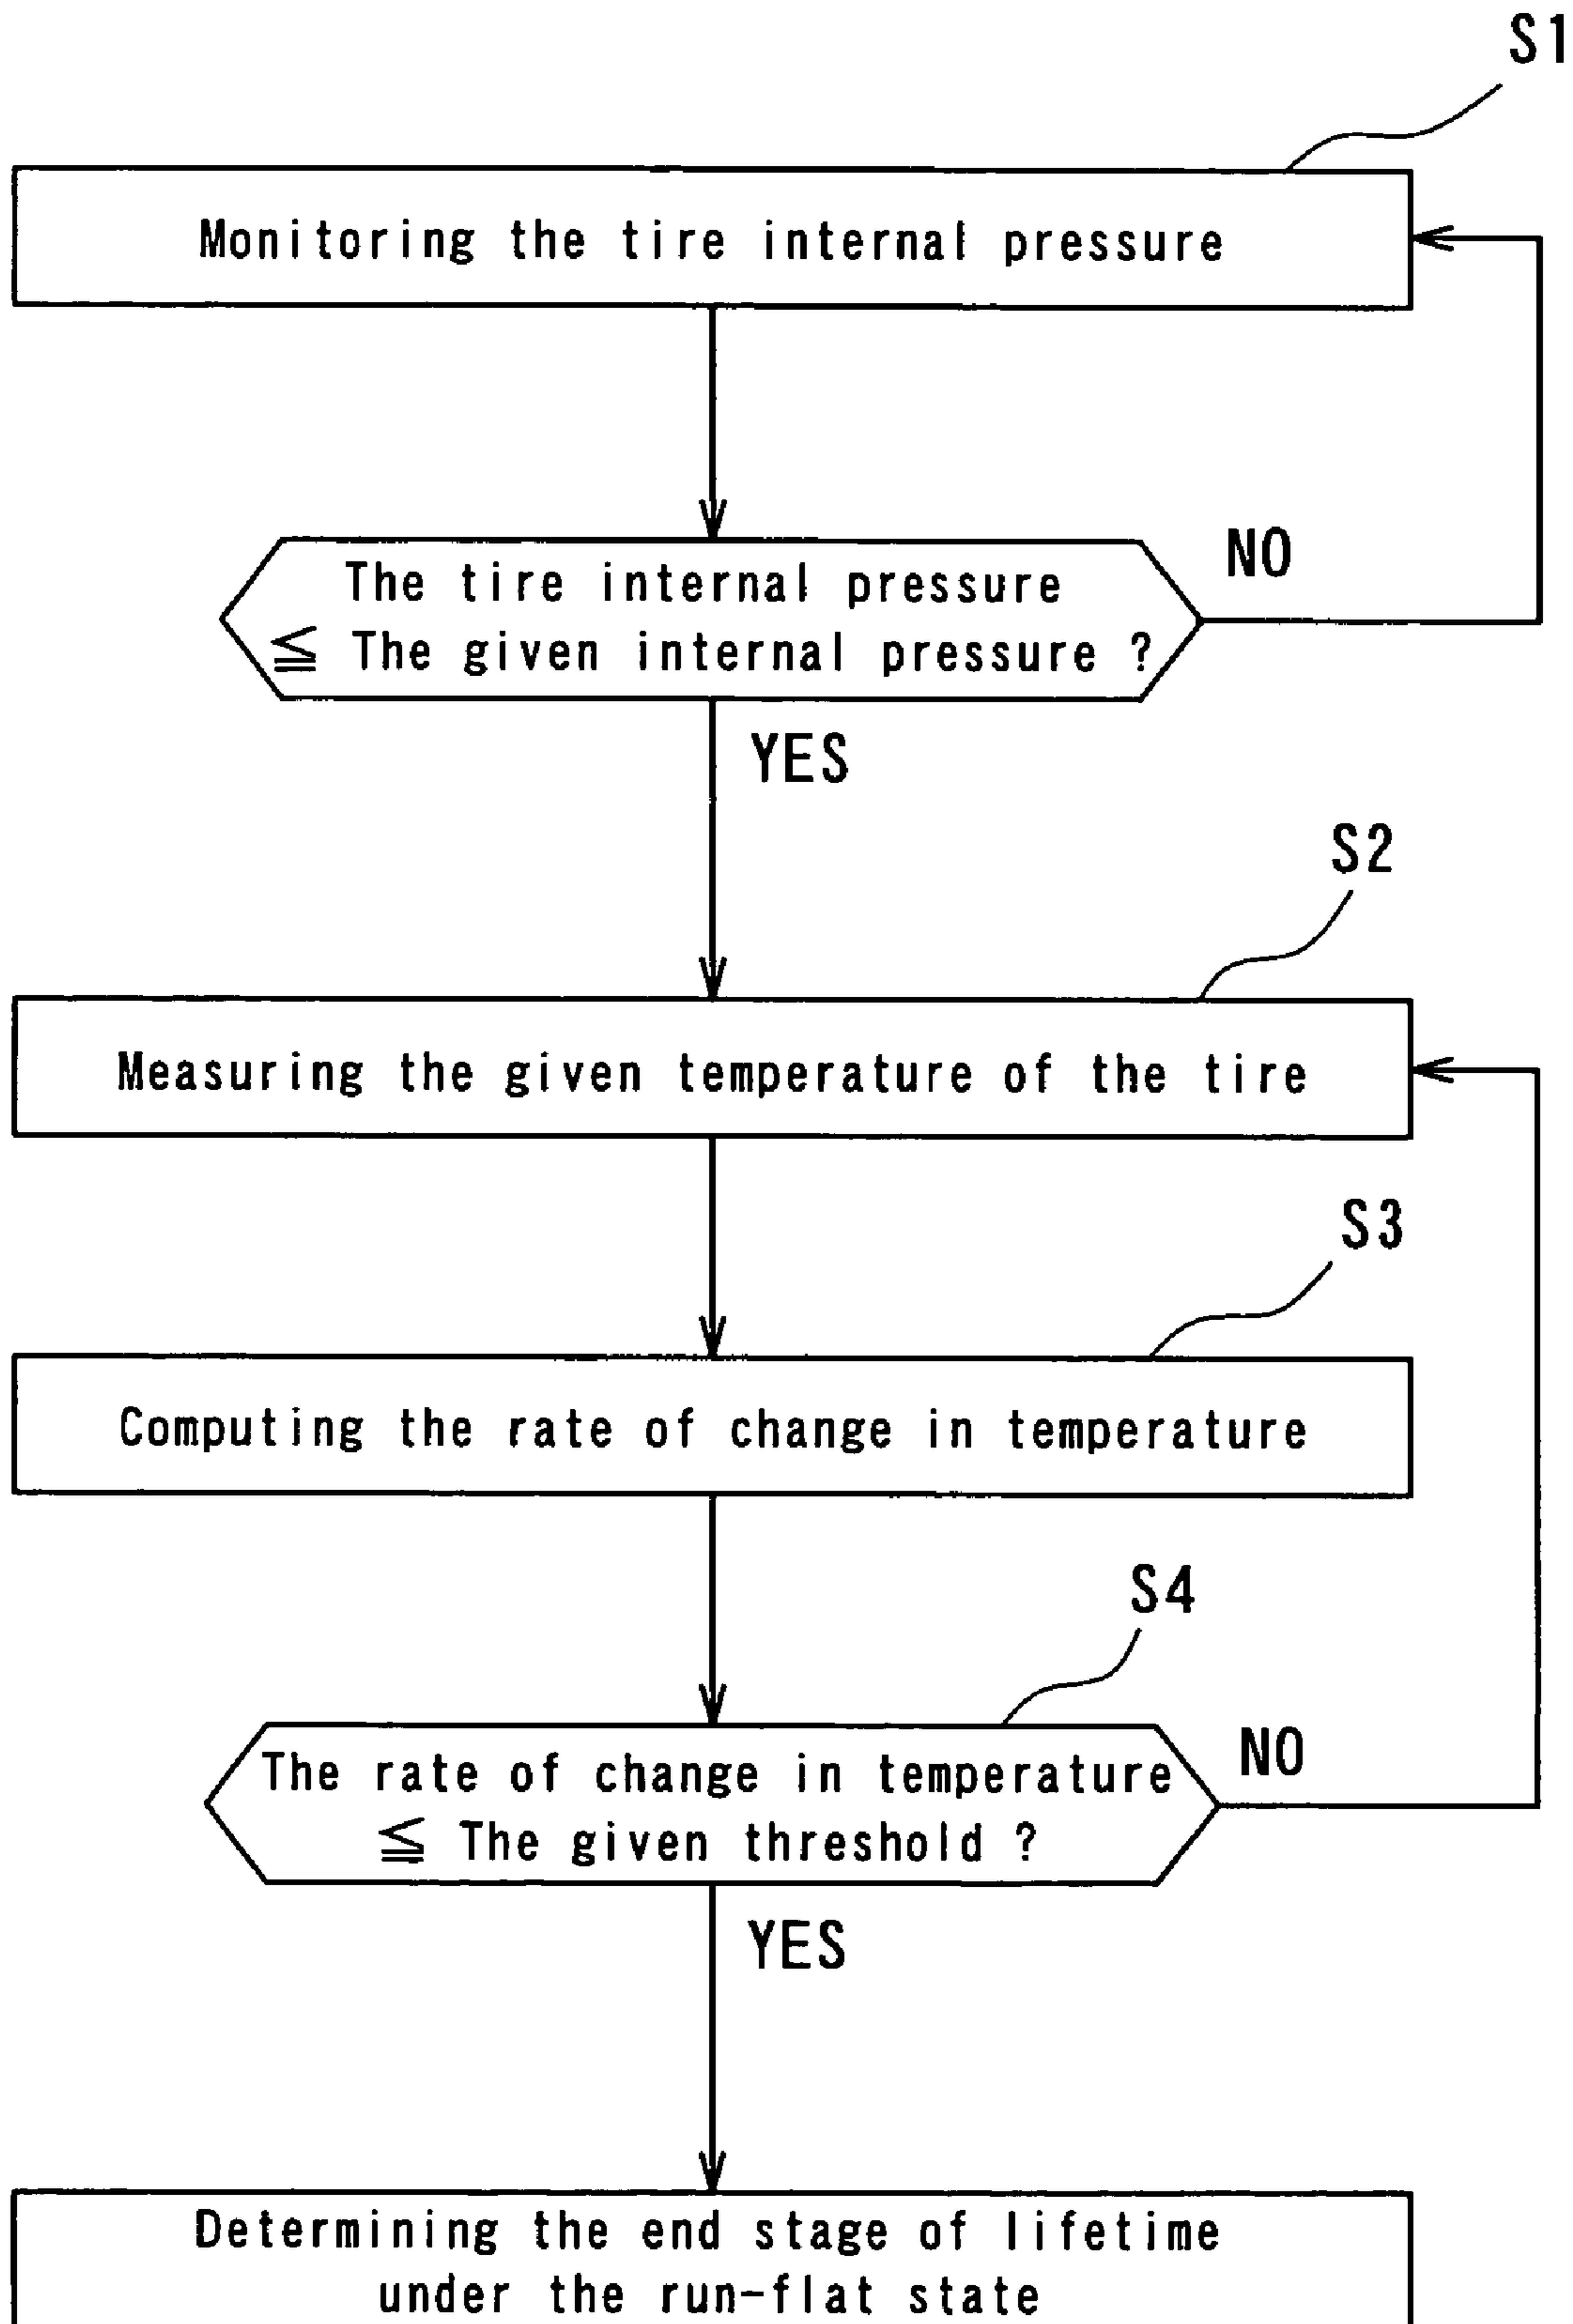 S1
Monitoring the tire internal pressure
The tire internal pressure
≦ The given internal pressure ?
NO
YES
S2
Measuring the given temperature of the tire
S3
Computing the rate of change in temperature
S4
The rate of change in temperature
≦ The given threshold ?
NO
YES
Determining the end stage of lifetime
under the run-flat state